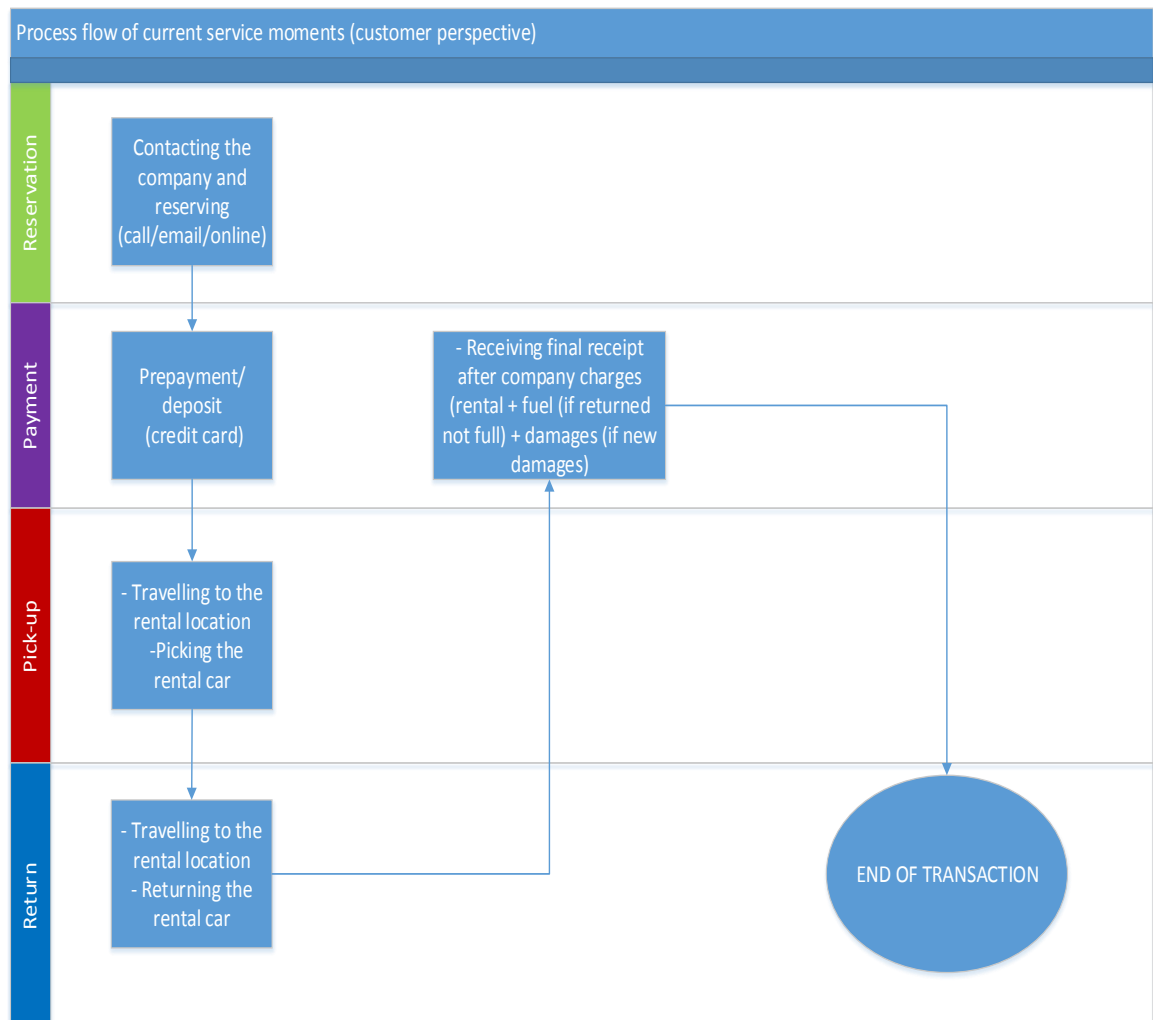 Process flow of current service moments (customer perspective)
Reservation
Contacting the
company and
reserving
(call/email/online)
Payment
Prepayment/
deposit
(credit card)
- Receiving final receipt
after company charges
(rental + fuel (if returned
not full) + damages (if new
damages)
Pick-up
- Travelling to the
rental location
-Picking the
rental car
Return
- Travelling to the
rental location
- Returning the
rental car
END OF TRANSACTION